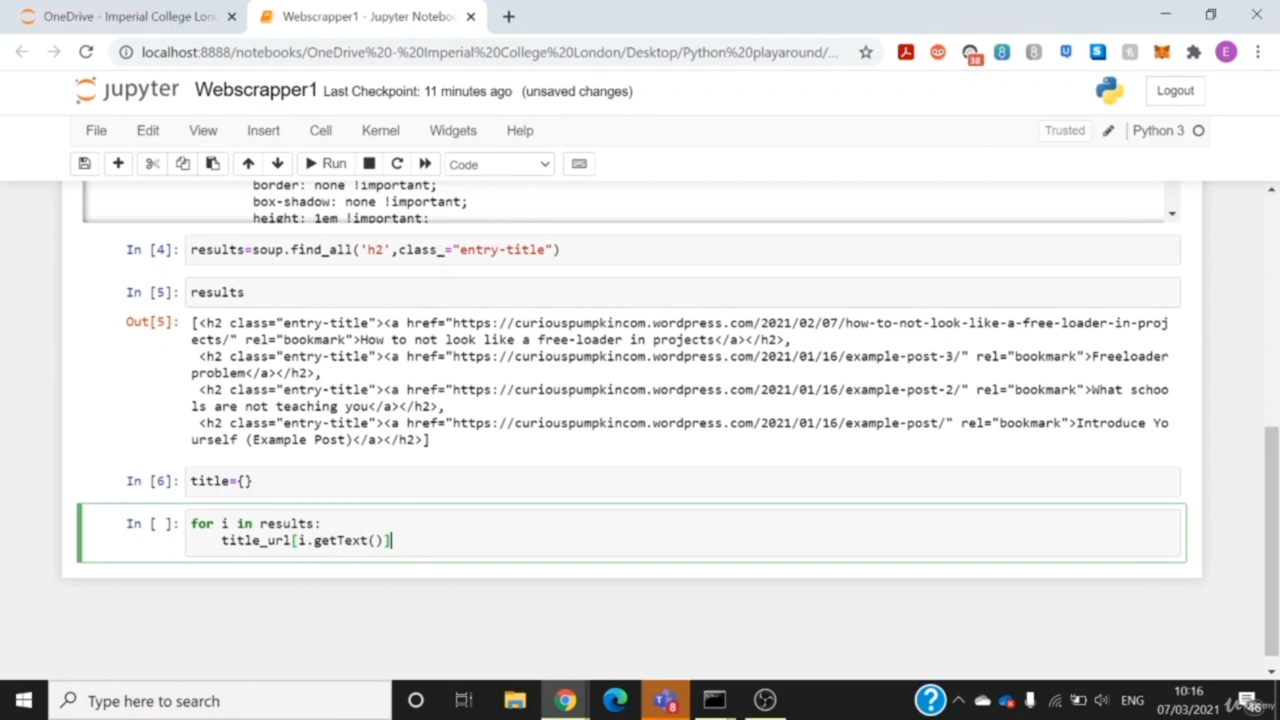 OneDrive - Imperial College Lon
Webscrapper1 - Jupyter Notebo
localhost:8888/notebooks/OneDrive%20-%20Imperial%20College%20London/Desktop/Python%20playaround/...
38
E
jupyter Webscrapper1 Last Checkpoint: 11 minutes ago (unsaved changes)
Logout
File Edit View Insert Cell Kernel Widgets Help
Trusted
Python 3
Run
Code
border: none !important;
box-shadow: none !important;
height: 1em !important;
In [4]: results=soup.find_all('h2',class_="entry-title")
In [5]: results
Out[5]: [<h2 class="entry-title"><a href="https://curiouspumpkincom.wordpress.com/2021/02/07/how-to-not-look-like-a-free-loader-in-proj
ects/" rel="bookmark">How to not look like a free-loader in projects</a></h2>,
<h2 class="entry-title"><a href="https://curiouspumpkincom.wordpress.com/2021/01/16/example-post-3/" rel="bookmark">Freeloader
problem</a></h2>,
<h2 class="entry-title"><a href="https://curiouspumpkincom.wordpress.com/2021/01/16/example-post-2/" rel="bookmark">What schoo
ls are not teaching you</a></h2>,
<h2 class="entry-title"><a href="https://curiouspumpkincom.wordpress.com/2021/01/16/example-post/" rel="bookmark">Introduce Yo
urself (Example Post)</a></h2>]
In [6]: title={}
In [ ]: for i in results:
title_url[i.getText()]
Type here to search
8
ENG
10:16
07/03/2021
46